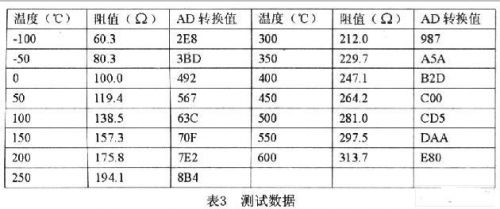 温度(℃) 阻值(Ω) AD 转换值 温度(℃) 阻值(Ω) AD 转换值
-100 60.3 2E8 300 212.0 987
-50 80.3 3BD 350 229.7 A5A
0 100.0 492 400 247.1 B2D
50 119.4 567 450 264.2 C00
100 138.5 63C 500 281.0 CD5
150 157.3 70F 550 297.5 DAA
200 175.8 7E2 600 313.7 E80
250 194.1 8B4
表3 测试数据